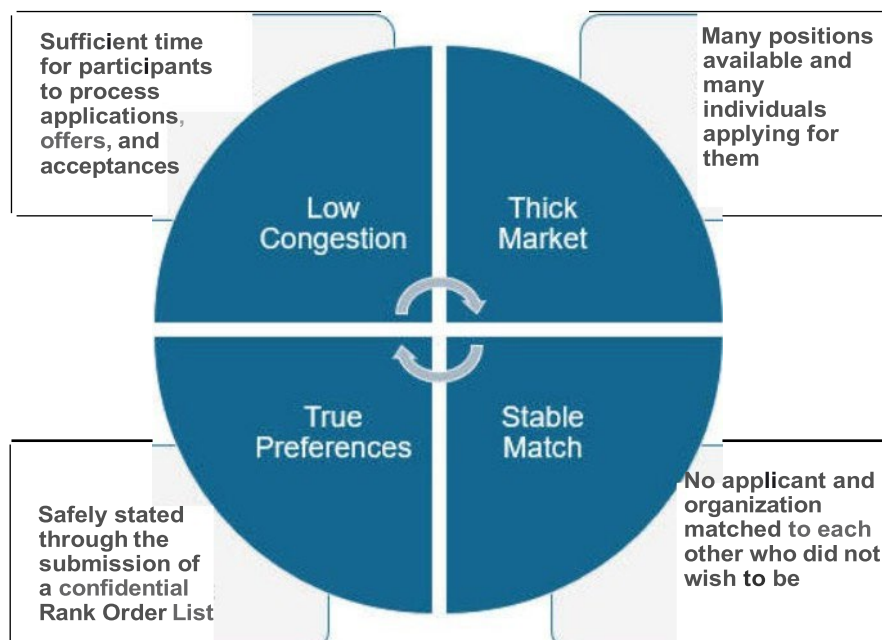 Sufficient time
for participants
to process
applications,
offers, and
acceptances
Many positions
available and
many
individuals
applying for
them
Low
Congestion
Thick
Market
True
Preferences
Stable
Match
Safely stated
through the
submission of
a confidential
Rank Order List
No applicant and
organization
matched to each
other who did not
wish to be